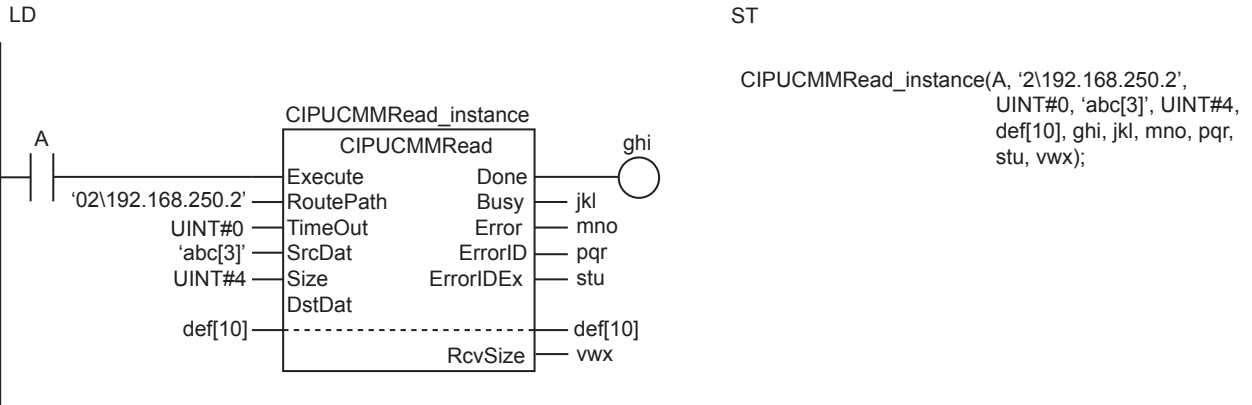 LD
ST
CIPUCMMRead_instance(A, ‘2\192.168.250.2’,
UINT#0, ‘abc[3]’, UINT#4,
def[10], ghi, jkl, mno, pqr,
stu, vwx);
CIPUCMMRead_instance
A
CIPUCMMRead
ghi
Execute Done
‘02\192.168.250.2’ RoutePath Busy jkl
UINT#0 TimeOut Error mno
‘abc[3]’ SrcDat ErrorID pqr
UINT#4 Size ErrorIDEx stu
DstDat
def[10] def[10]
RcvSize vwx